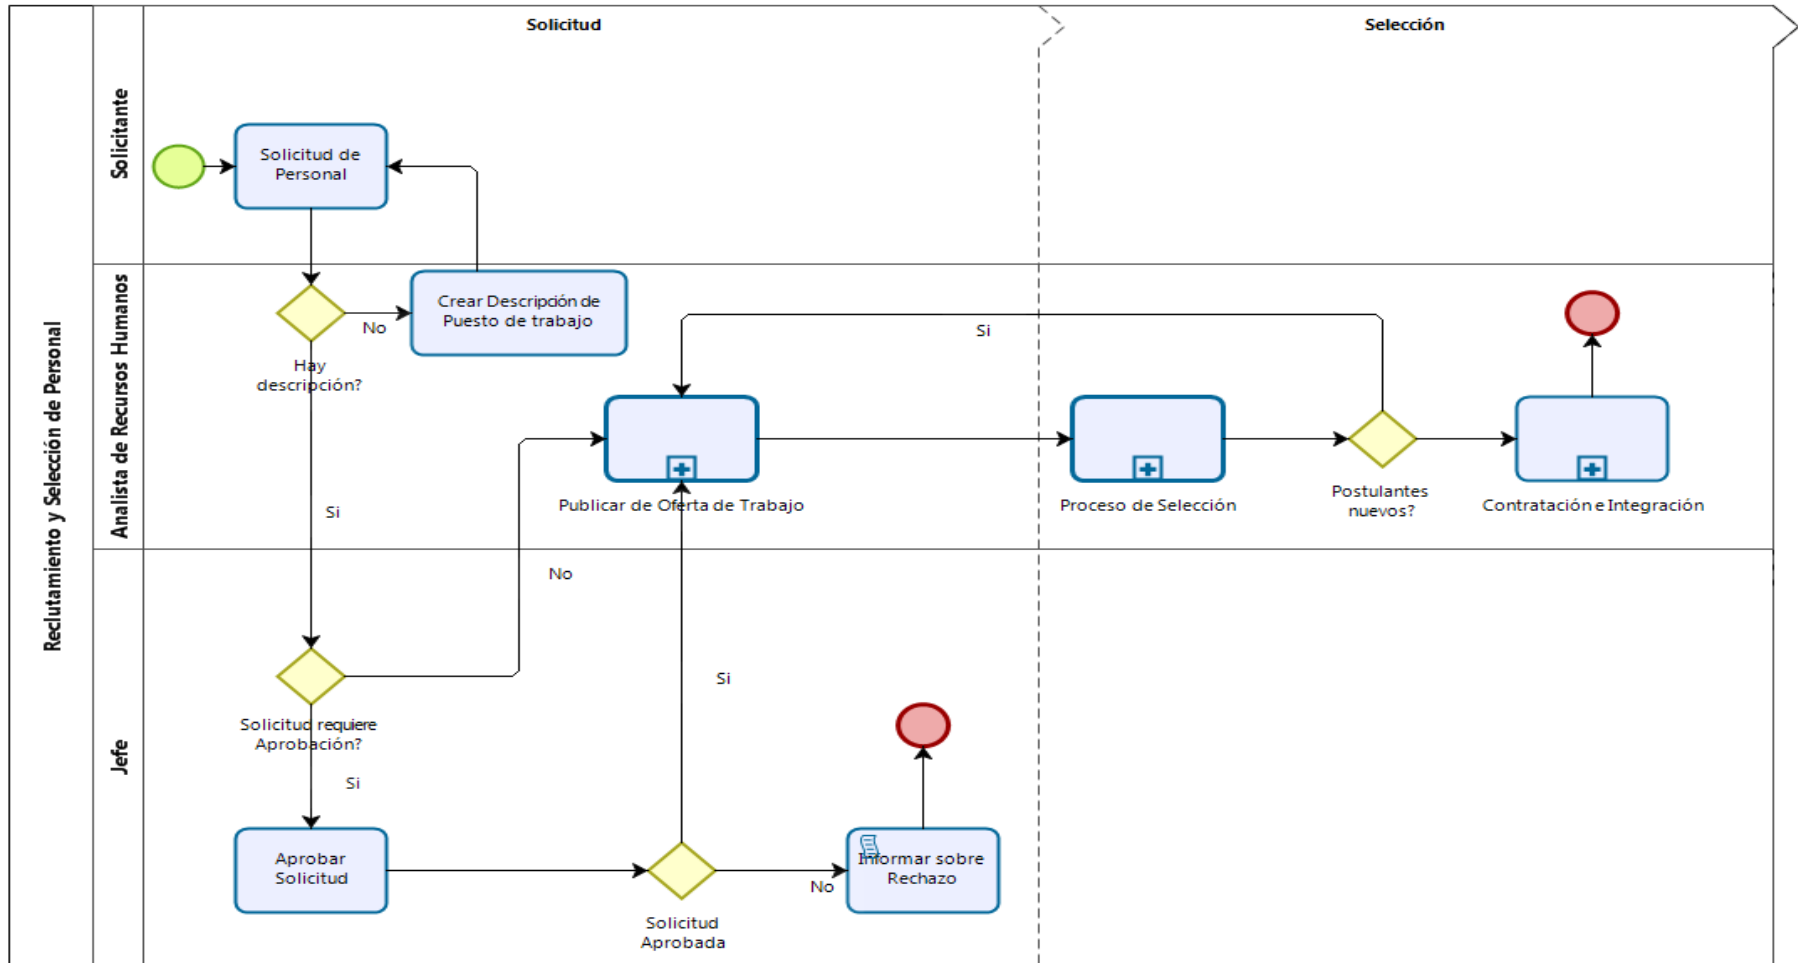 Solicitud
Selección
Reclutamiento y Selección de Personal
Solicitante
Solicitud de
Personal
Analista de Recursos Humanos
Crear Descripción de
Puesto de trabajo
No
Hay
descripción?
Si
Si
Publicar de Oferta de Trabajo
Proceso de Selección
Postulantes
nuevos?
Contratación e Integración
Jefe
No
Solicitud requiere
Aprobación?
Si
Si
Aprobar
Solicitud
Solicitud
Aprobada
No
Informar sobre
Rechazo